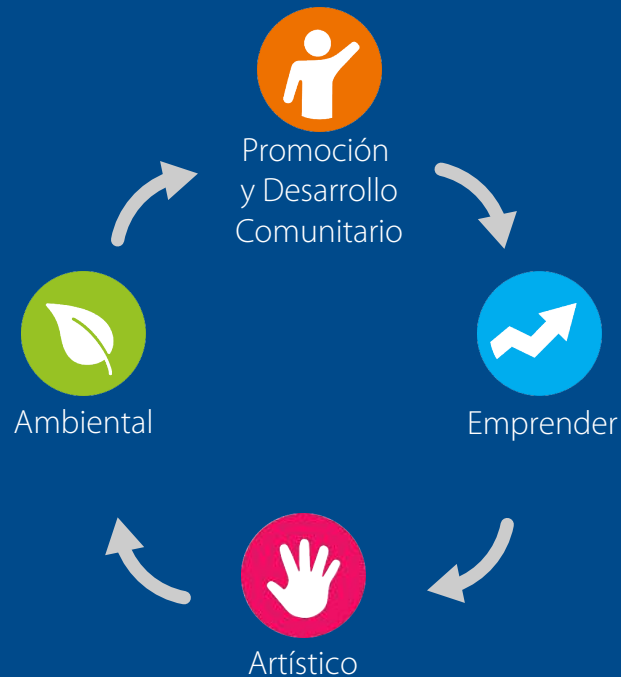 Promoción
y Desarrollo
Comunitario
Ambiental
Emprender
Artístico